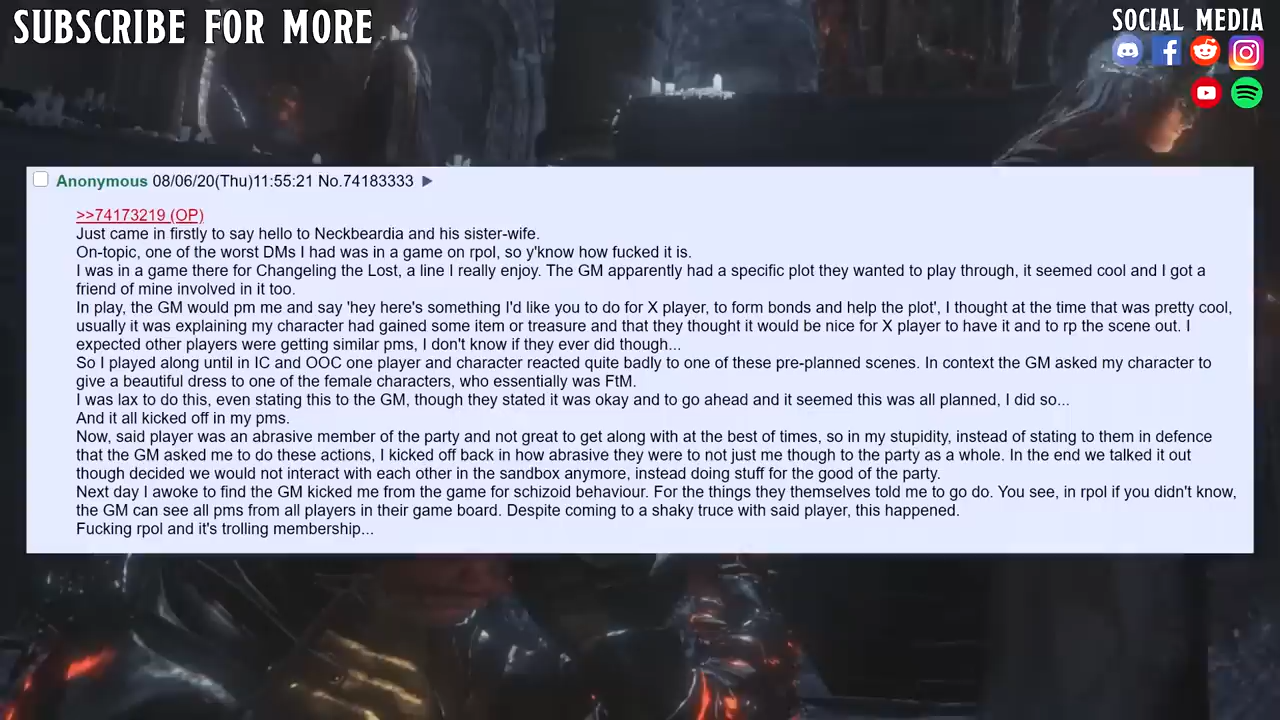 SUBSCRIBE FOR MORE
SOCIAL MEDIA
Anonymous 08/06/20(Thu)11:55:21 No.74183333 ▶
>>74173219 (OP)
Just came in firstly to say hello to Neckbeardia and his sister-wife.
On-topic, one of the worst DMs I had was in a game on rpol, so y'know how fucked it is.
I was in a game there for Changeling the Lost, a line I really enjoy. The GM apparently had a specific plot they wanted to play through, it seemed cool and I got a
friend of mine involved in it too.
In play, the GM would pm me and say 'hey here's something I'd like you to do for X player, to form bonds and help the plot', I thought at the time that was pretty cool,
usually it was explaining my character had gained some item or treasure and that they thought it would be nice for X player to have it and to rp the scene out. I
expected other players were getting similar pms, I don't know if they ever did though...
So I played along until in IC and OOC one player and character reacted quite badly to one of these pre-planned scenes. In context the GM asked my character to
give a beautiful dress to one of the female characters, who essentially was FtM.
I was lax to do this, even stating this to the GM, though they stated it was okay and to go ahead and it seemed this was all planned, I did so...
And it all kicked off in my pms.
Now, said player was an abrasive member of the party and not great to get along with at the best of times, so in my stupidity, instead of stating to them in defence
that the GM asked me to do these actions, I kicked off back in how abrasive they were to not just me though to the party as a whole. In the end we talked it out
though decided we would not interact with each other in the sandbox anymore, instead doing stuff for the good of the party.
Next day I awoke to find the GM kicked me from the game for schizoid behaviour. For the things they themselves told me to go do. You see, in rpol if you didn't know,
the GM can see all pms from all players in their game board. Despite coming to a shaky truce with said player, this happened.
Fucking rpol and it's trolling membership...